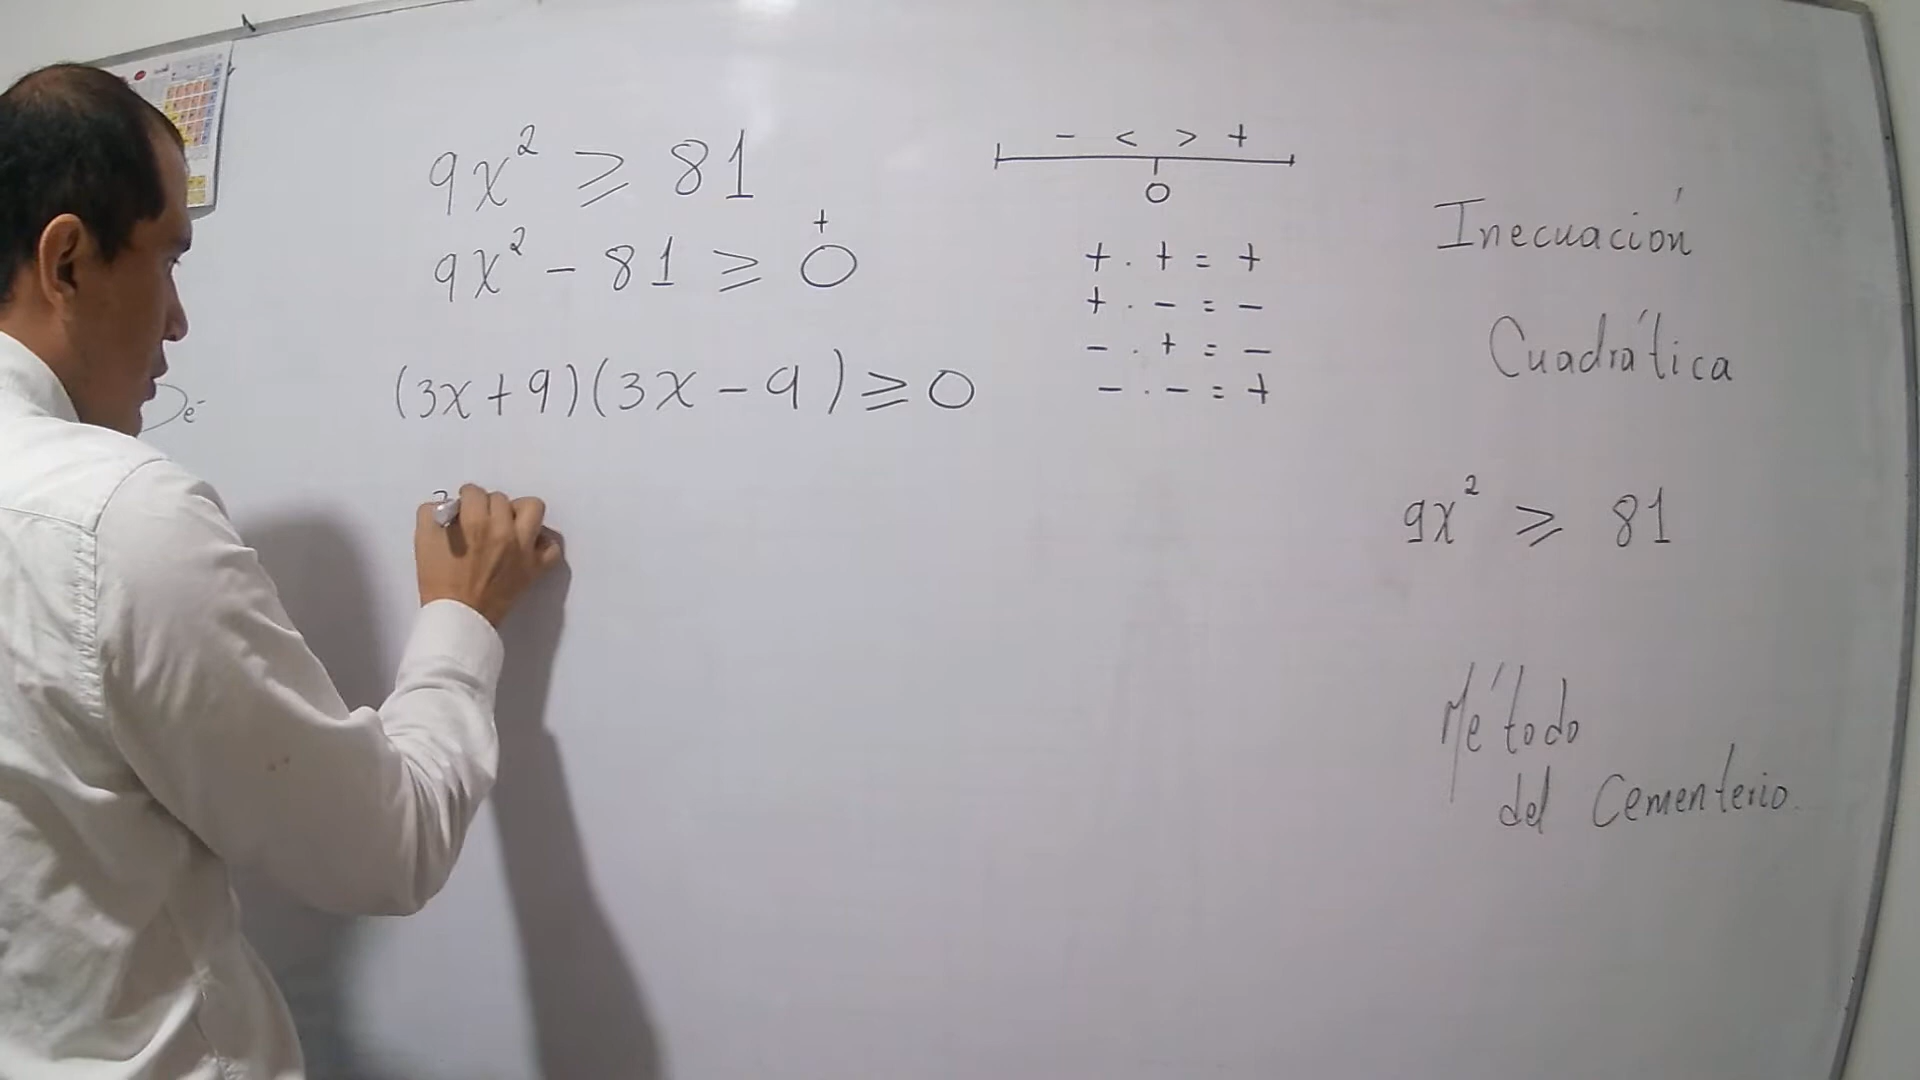 9x² ≥ 81
9x² - 81 ≥ 0
+
(3x+9)(3x-9) ≥ 0
- < > +
0
+ . + = +
+ . - = -
- . + = -
- . - = +
Inecuación
Cuadrática
9x² ≥ 81
Método
del Cementerio.